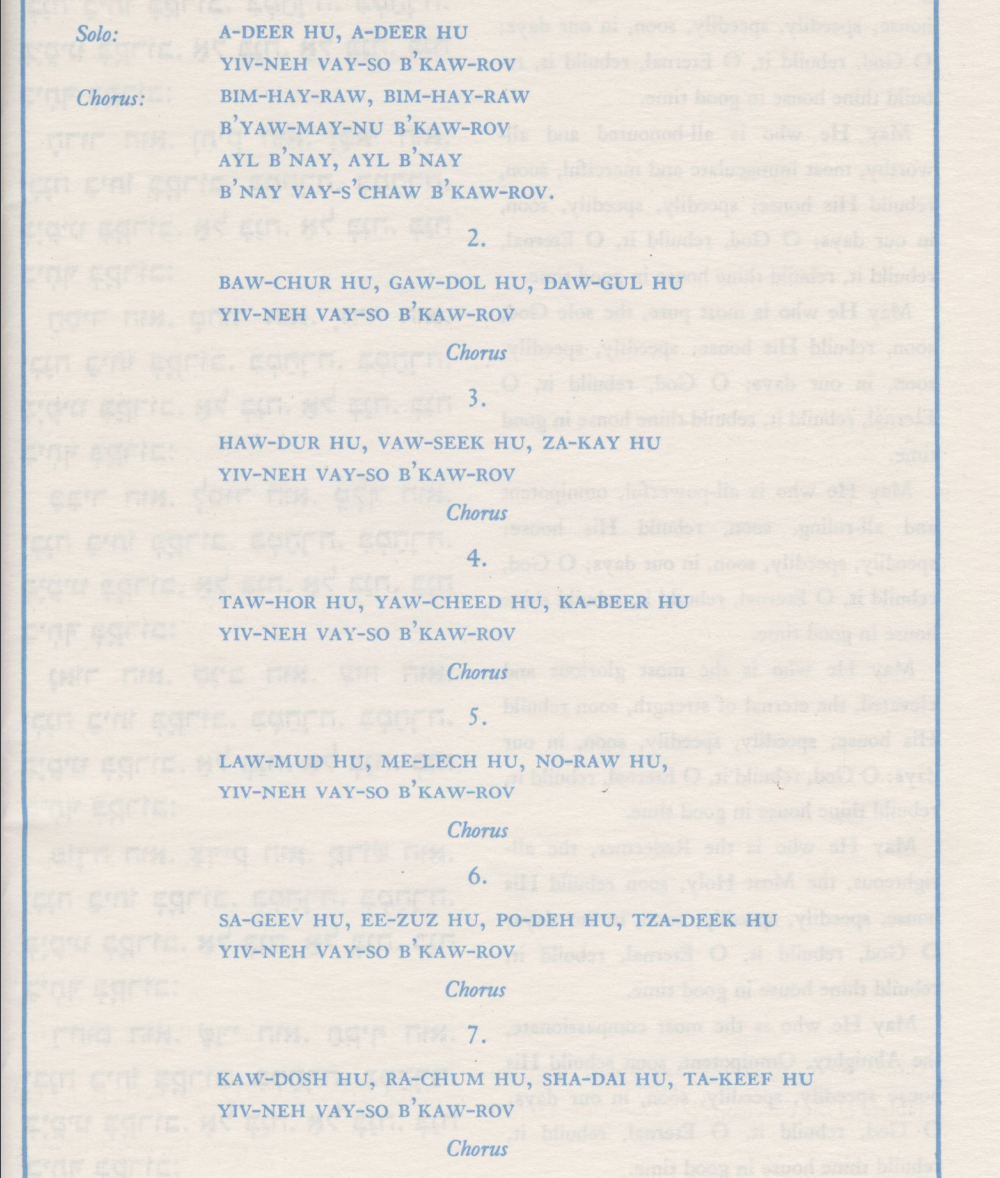 Solo: A-DEER HU, A-DEER HU
YIV-NEH VAY-SO B'KAW-ROV
Chorus: BIM-HAY-RAW, BIM-HAY-RAW
B'YAW-MAY-NU B'KAW-ROV
AYL B'NAY, AYL B'NAY
B'NAY VAY-S'CHAW B'KAW-ROV.
2.
BAW-CHUR HU, GAW-DOL HU, DAW-GUL HU
YIV-NEH VAY-SO B'KAW-ROV
Chorus
3.
HAW-DUR HU, VAW-SEEK HU, ZA-KAY HU
YIV-NEH VAY-SO B'KAW-ROV
Chorus
4.
TAW-HOR HU, YAW-CHEED HU, KA-BEER HU
YIV-NEH VAY-SO B'KAW-ROV
Chorus
5.
LAW-MUD HU, ME-LECH HU, NO-RAW HU,
YIV-NEH VAY-SO B'KAW-ROV
Chorus
6.
SA-GEEV HU, EE-ZUZ HU, PO-DEH HU, TZA-DEEK HU
YIV-NEH VAY-SO B'KAW-ROV
Chorus
7.
KAW-DOSH HU, RA-CHUM HU, SHA-DAI HU, TA-KEEF HU
YIV-NEH VAY-SO B'KAW-ROV
Chorus